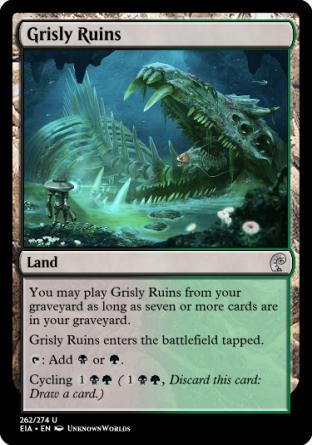 Grisly Ruins
Land
You may play Grisly Ruins from your
graveyard as long as seven or more cards are
in your graveyard.
Grisly Ruins enters the battlefield tapped.
: Add or .
Cycling 1 ( 1 , Discard this card:
Draw a card.)
262/274 U
EIA • EN UnknownWorlds